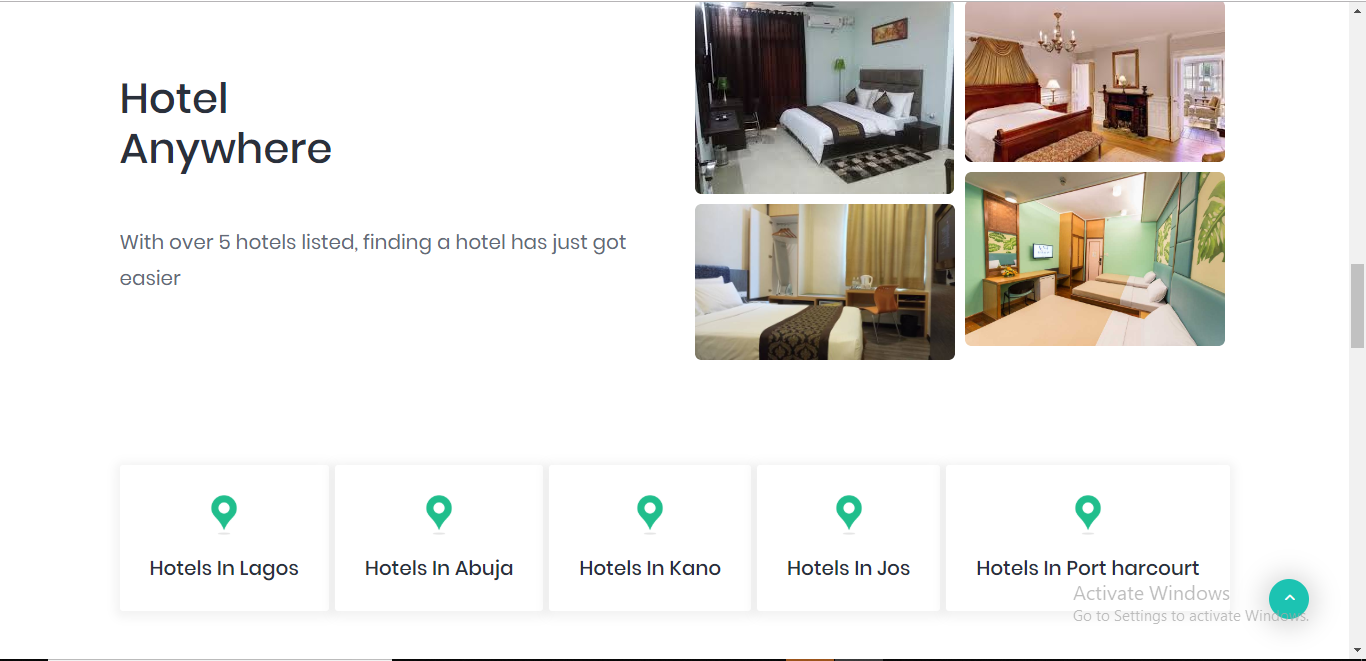 Hotel
Anywhere
With over 5 hotels listed, finding a hotel has just got
easier
Hotels In Lagos
Hotels In Abuja
Hotels In Kano
Hotels In Jos
Hotels In Port harcourt
Activate Windows
Go to Settings to activate Windows.